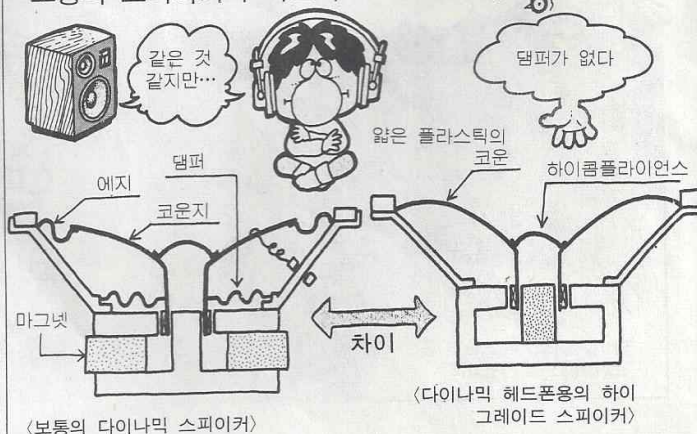 같은 것
같지만…
댐퍼가 없다
얇은 플라스틱의
코운
하이콤플라이언스
댐퍼
에지
코운지
마그넷
차이
〈보통의 다이나믹 스피이커〉
〈다이나믹 헤드폰용의 하이
그레이드 스피이커〉